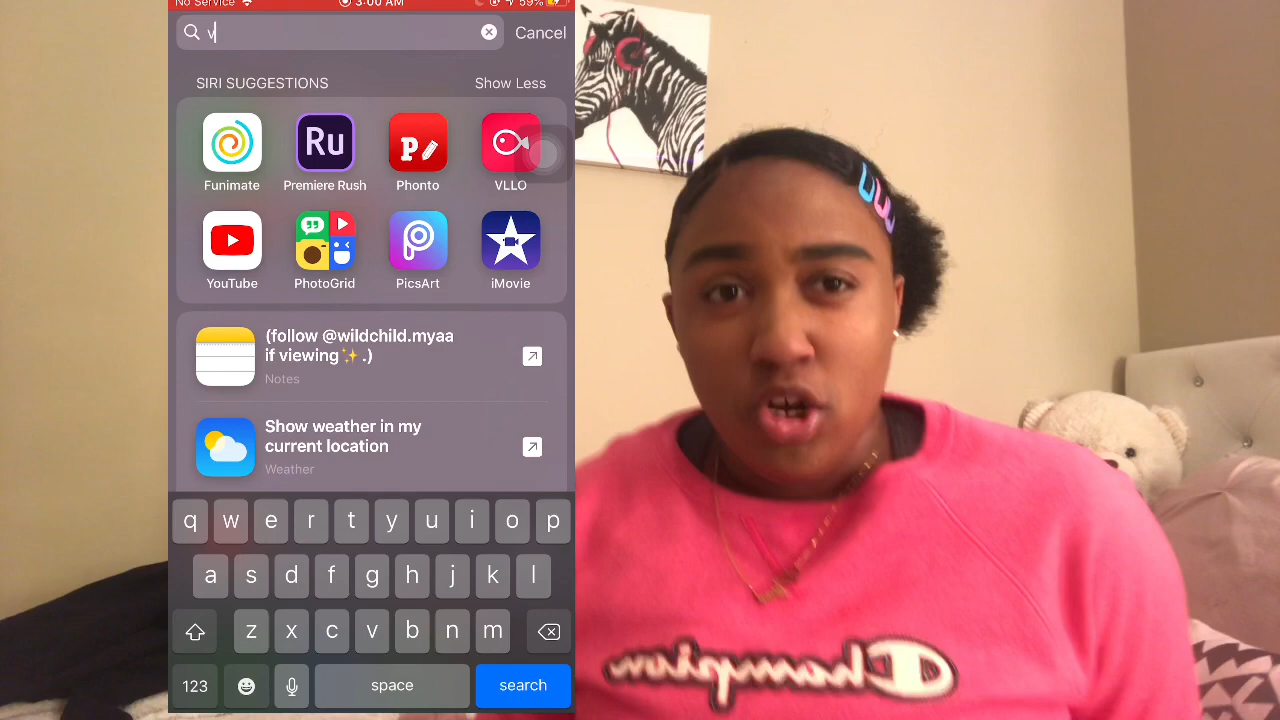 No Service 3:00 AM 59%
v Cancel
SIRI SUGGESTIONS Show Less
Ru P
Funimate Premiere Rush Phonto VLLO
YouTube PhotoGrid PicsArt iMovie
(follow @wildchild.myaa
if viewing✨.)
Notes
Show weather in my
current location
Weather
q w e r t y u i o p
a s d f g h j k l
z x c v b n m
123 space search
Champion